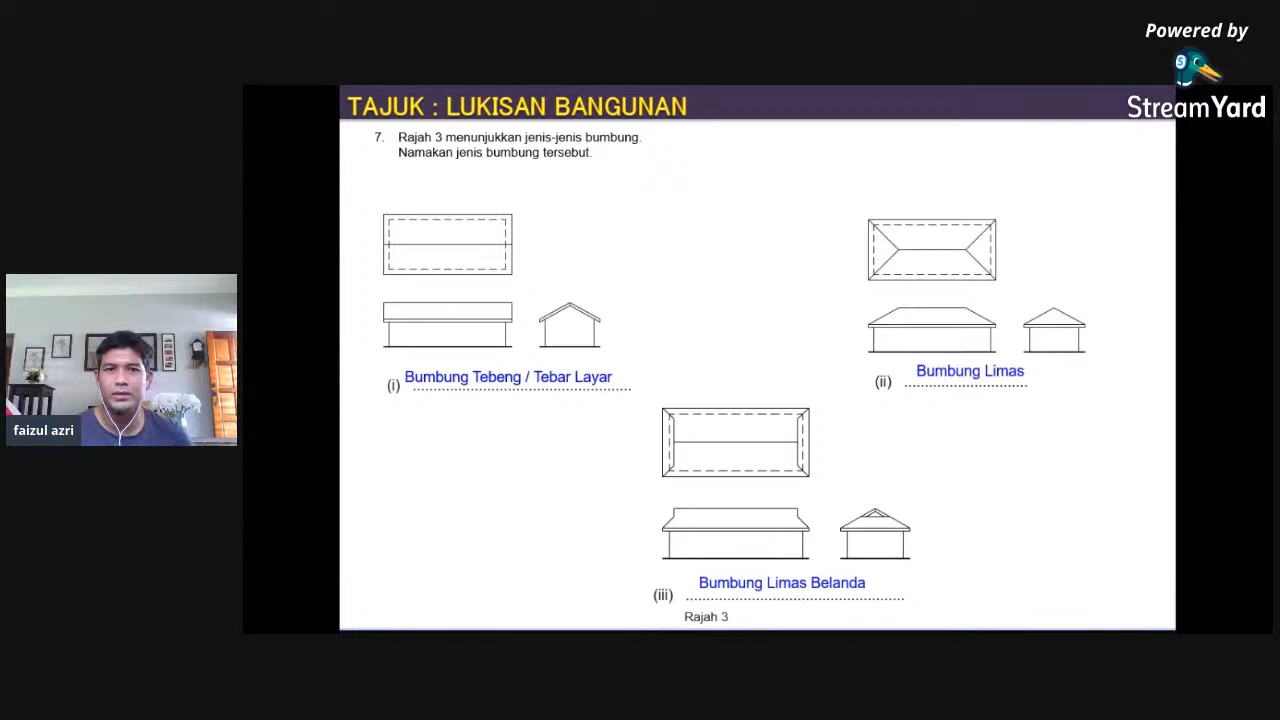 Powered by
StreamYard
TAJUK : LUKISAN BANGUNAN
7. Rajah 3 menunjukkan jenis-jenis bumbung.
Namakan jenis bumbung tersebut.
(i) Bumbung Tebeng / Tebar Layar
(ii) Bumbung Limas
(iii) Bumbung Limas Belanda
Rajah 3
faizul azri